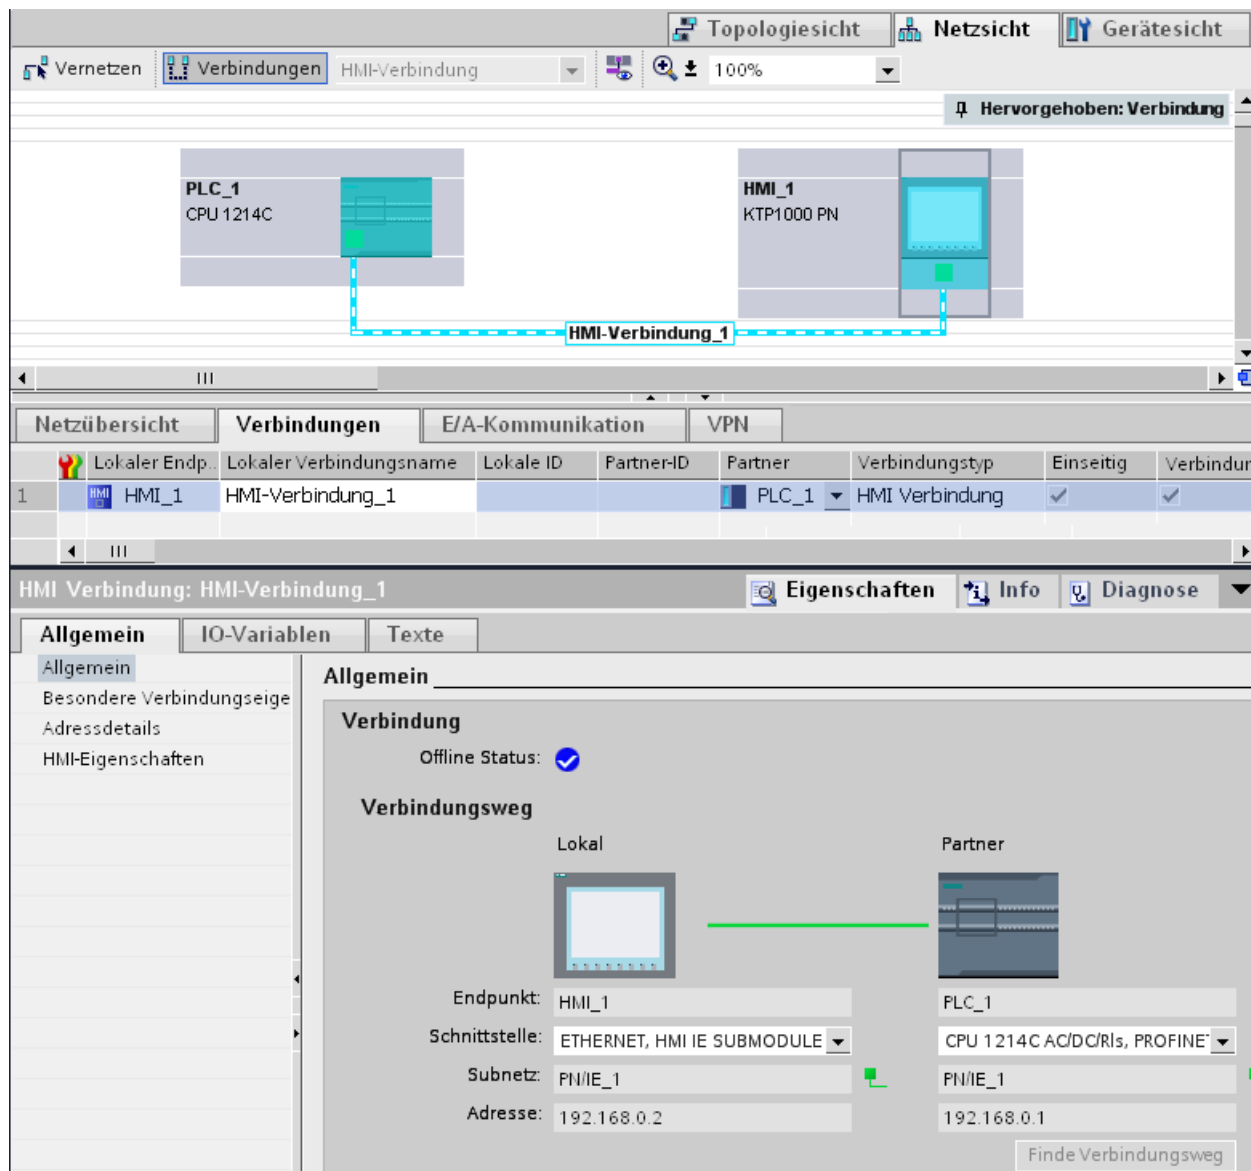 Topologiesicht Netzsicht Gerätesicht
Vernetzen Verbindungen HMI-Verbindung 100%
Hervorgehoben: Verbindung
PLC_1
CPU 1214C
HMI_1
KTP1000 PN
HMI-Verbindung_1
Netzübersicht Verbindungen E/A-Kommunikation VPN
Lokaler Endp.. Lokaler Verbindungsname Lokale ID Partner-ID Partner Verbindungstyp Einseitig Verbindun
1 HMI HMI_1 HMI-Verbindung_1 PLC_1 HMI Verbindung
HMI Verbindung: HMI-Verbindung_1 Eigenschaften Info Diagnose
Allgemein IO-Variablen Texte
Allgemein
Besondere Verbindungseige
Adressdetails
HMI-Eigenschaften
Allgemein
Verbindung
Offline Status:
Verbindungsweg
Lokal Partner
Endpunkt: HMI_1 PLC_1
Schnittstelle: ETHERNET, HMI IE SUBMODULE CPU 1214C AC/DC/Rls, PROFINET
Subnetz: PN/IE_1 PN/IE_1
Adresse: 192.168.0.2 192.168.0.1
Finde Verbindungsweg